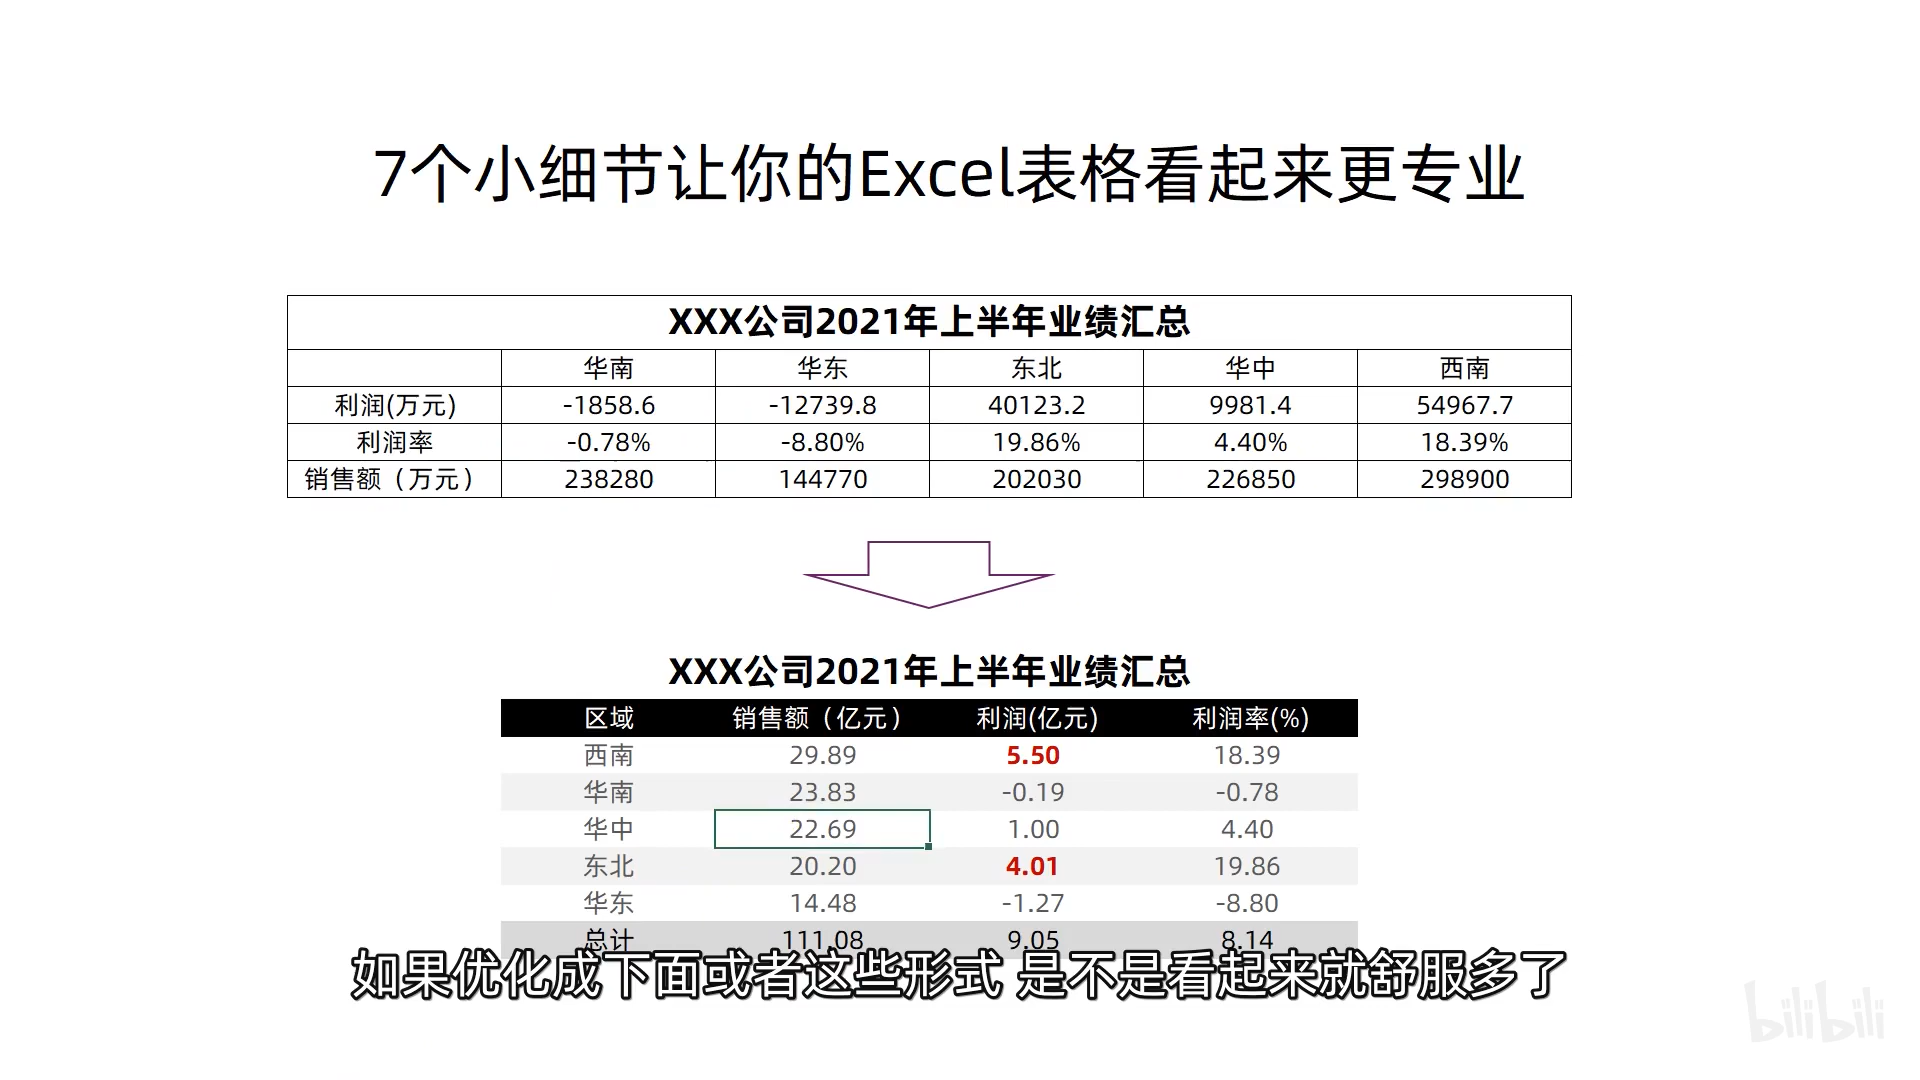 7个小细节让你的Excel表格看起来更专业
XXX公司2021年上半年业绩汇总
华南 华东 东北 华中 西南
利润(万元) -1858.6 -12739.8 40123.2 9981.4 54967.7
利润率 -0.78% -8.80% 19.86% 4.40% 18.39%
销售额（万元） 238280 144770 202030 226850 298900
XXX公司2021年上半年业绩汇总
区域 销售额（亿元） 利润(亿元) 利润率(%)
西南 29.89 5.50 18.39
华南 23.83 -0.19 -0.78
华中 22.69 1.00 4.40
东北 20.20 4.01 19.86
华东 14.48 -1.27 -8.80
总计 111.08 9.05 8.14
如果优化成下面或者这些形式 是不是看起来就舒服多了
bilibili